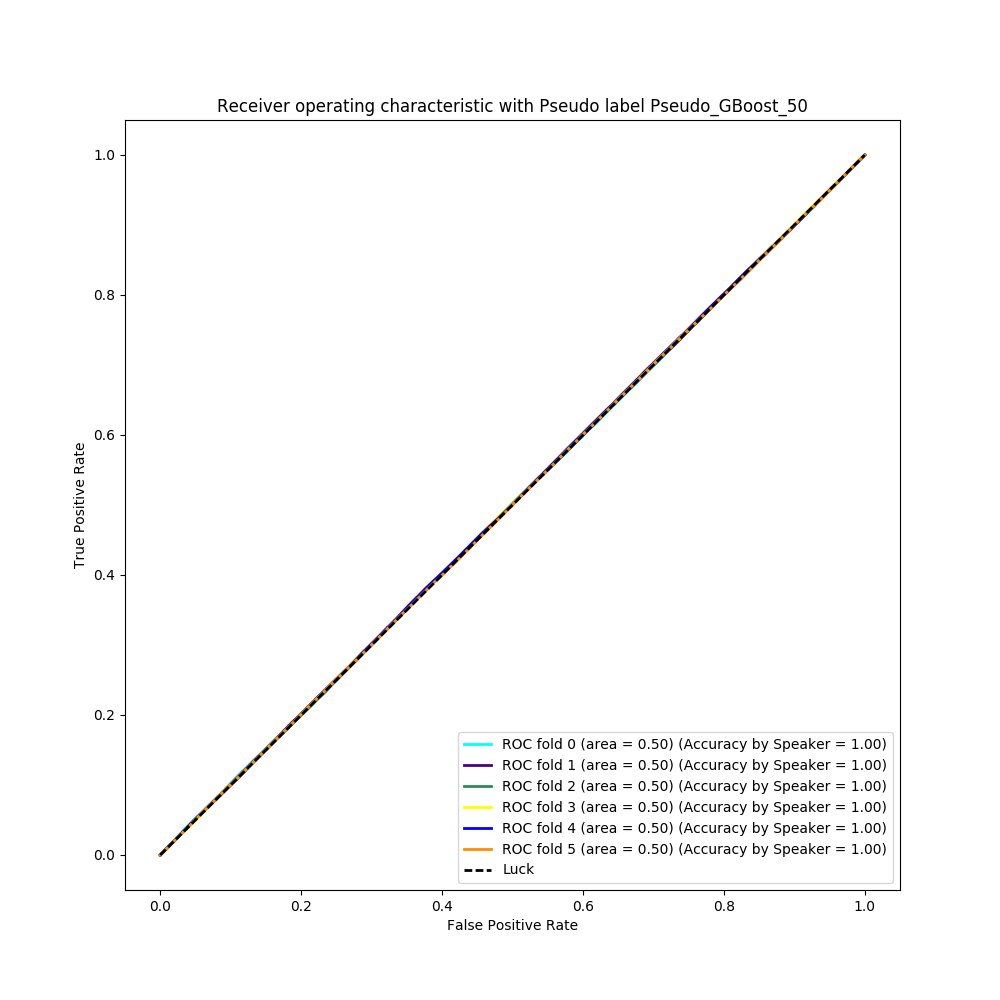 Receiver operating characteristic with Pseudo label Pseudo_GBoost_50
True Positive Rate
1.0
0.8
0.6
0.4
0.2
0.0
ROC fold 0 (area = 0.50) (Accuracy by Speaker = 1.00)
ROC fold 1 (area = 0.50) (Accuracy by Speaker = 1.00)
ROC fold 2 (area = 0.50) (Accuracy by Speaker = 1.00)
ROC fold 3 (area = 0.50) (Accuracy by Speaker = 1.00)
ROC fold 4 (area = 0.50) (Accuracy by Speaker = 1.00)
ROC fold 5 (area = 0.50) (Accuracy by Speaker = 1.00)
Luck
0.0 0.2 0.4 0.6 0.8 1.0
False Positive Rate